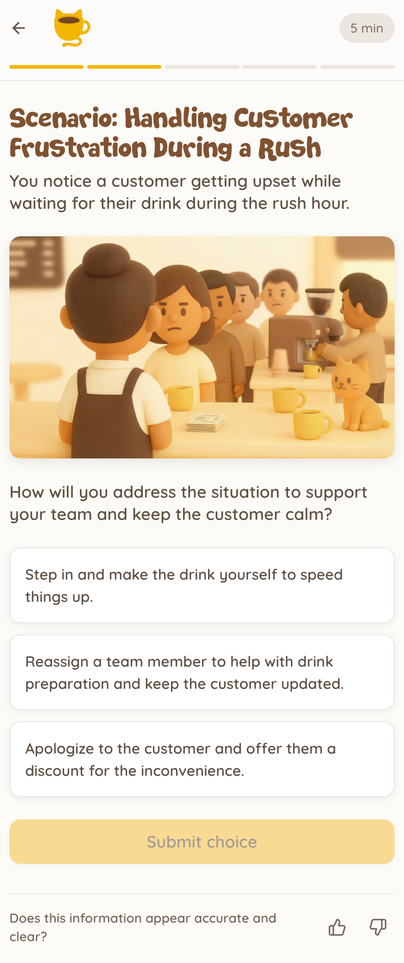 5 min
Scenario: Handling Customer
Frustration During a Rush
You notice a customer getting upset while
waiting for their drink during the rush hour.
How will you address the situation to support
your team and keep the customer calm?
Step in and make the drink yourself to speed
things up.
Reassign a team member to help with drink
preparation and keep the customer updated.
Apologize to the customer and offer them a
discount for the inconvenience.
Submit choice
Does this information appear accurate and
clear?